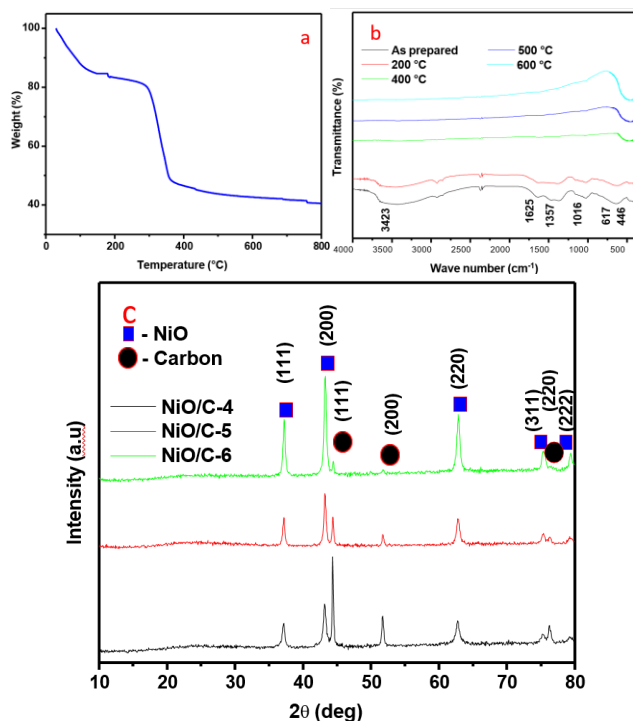 a
100
80
60
40
Weight (%)
0
200
400
600
800
Temperature (°C)
b
As prepared
200 °C
400 °C
500 °C
600 °C
Transmittance (%)
3423
1625
1357
1016
617
446
4000
3500
3000
2500
2000
1500
1000
500
Wave number (cm⁻¹)
C
- NiO
- Carbon
NiO/C-4
NiO/C-5
NiO/C-6
(111)
(200)
(111)
(200)
(220)
(311)
(220)
(222)
Intensity (a.u)
10
20
30
40
50
60
70
80
2θ (deg)